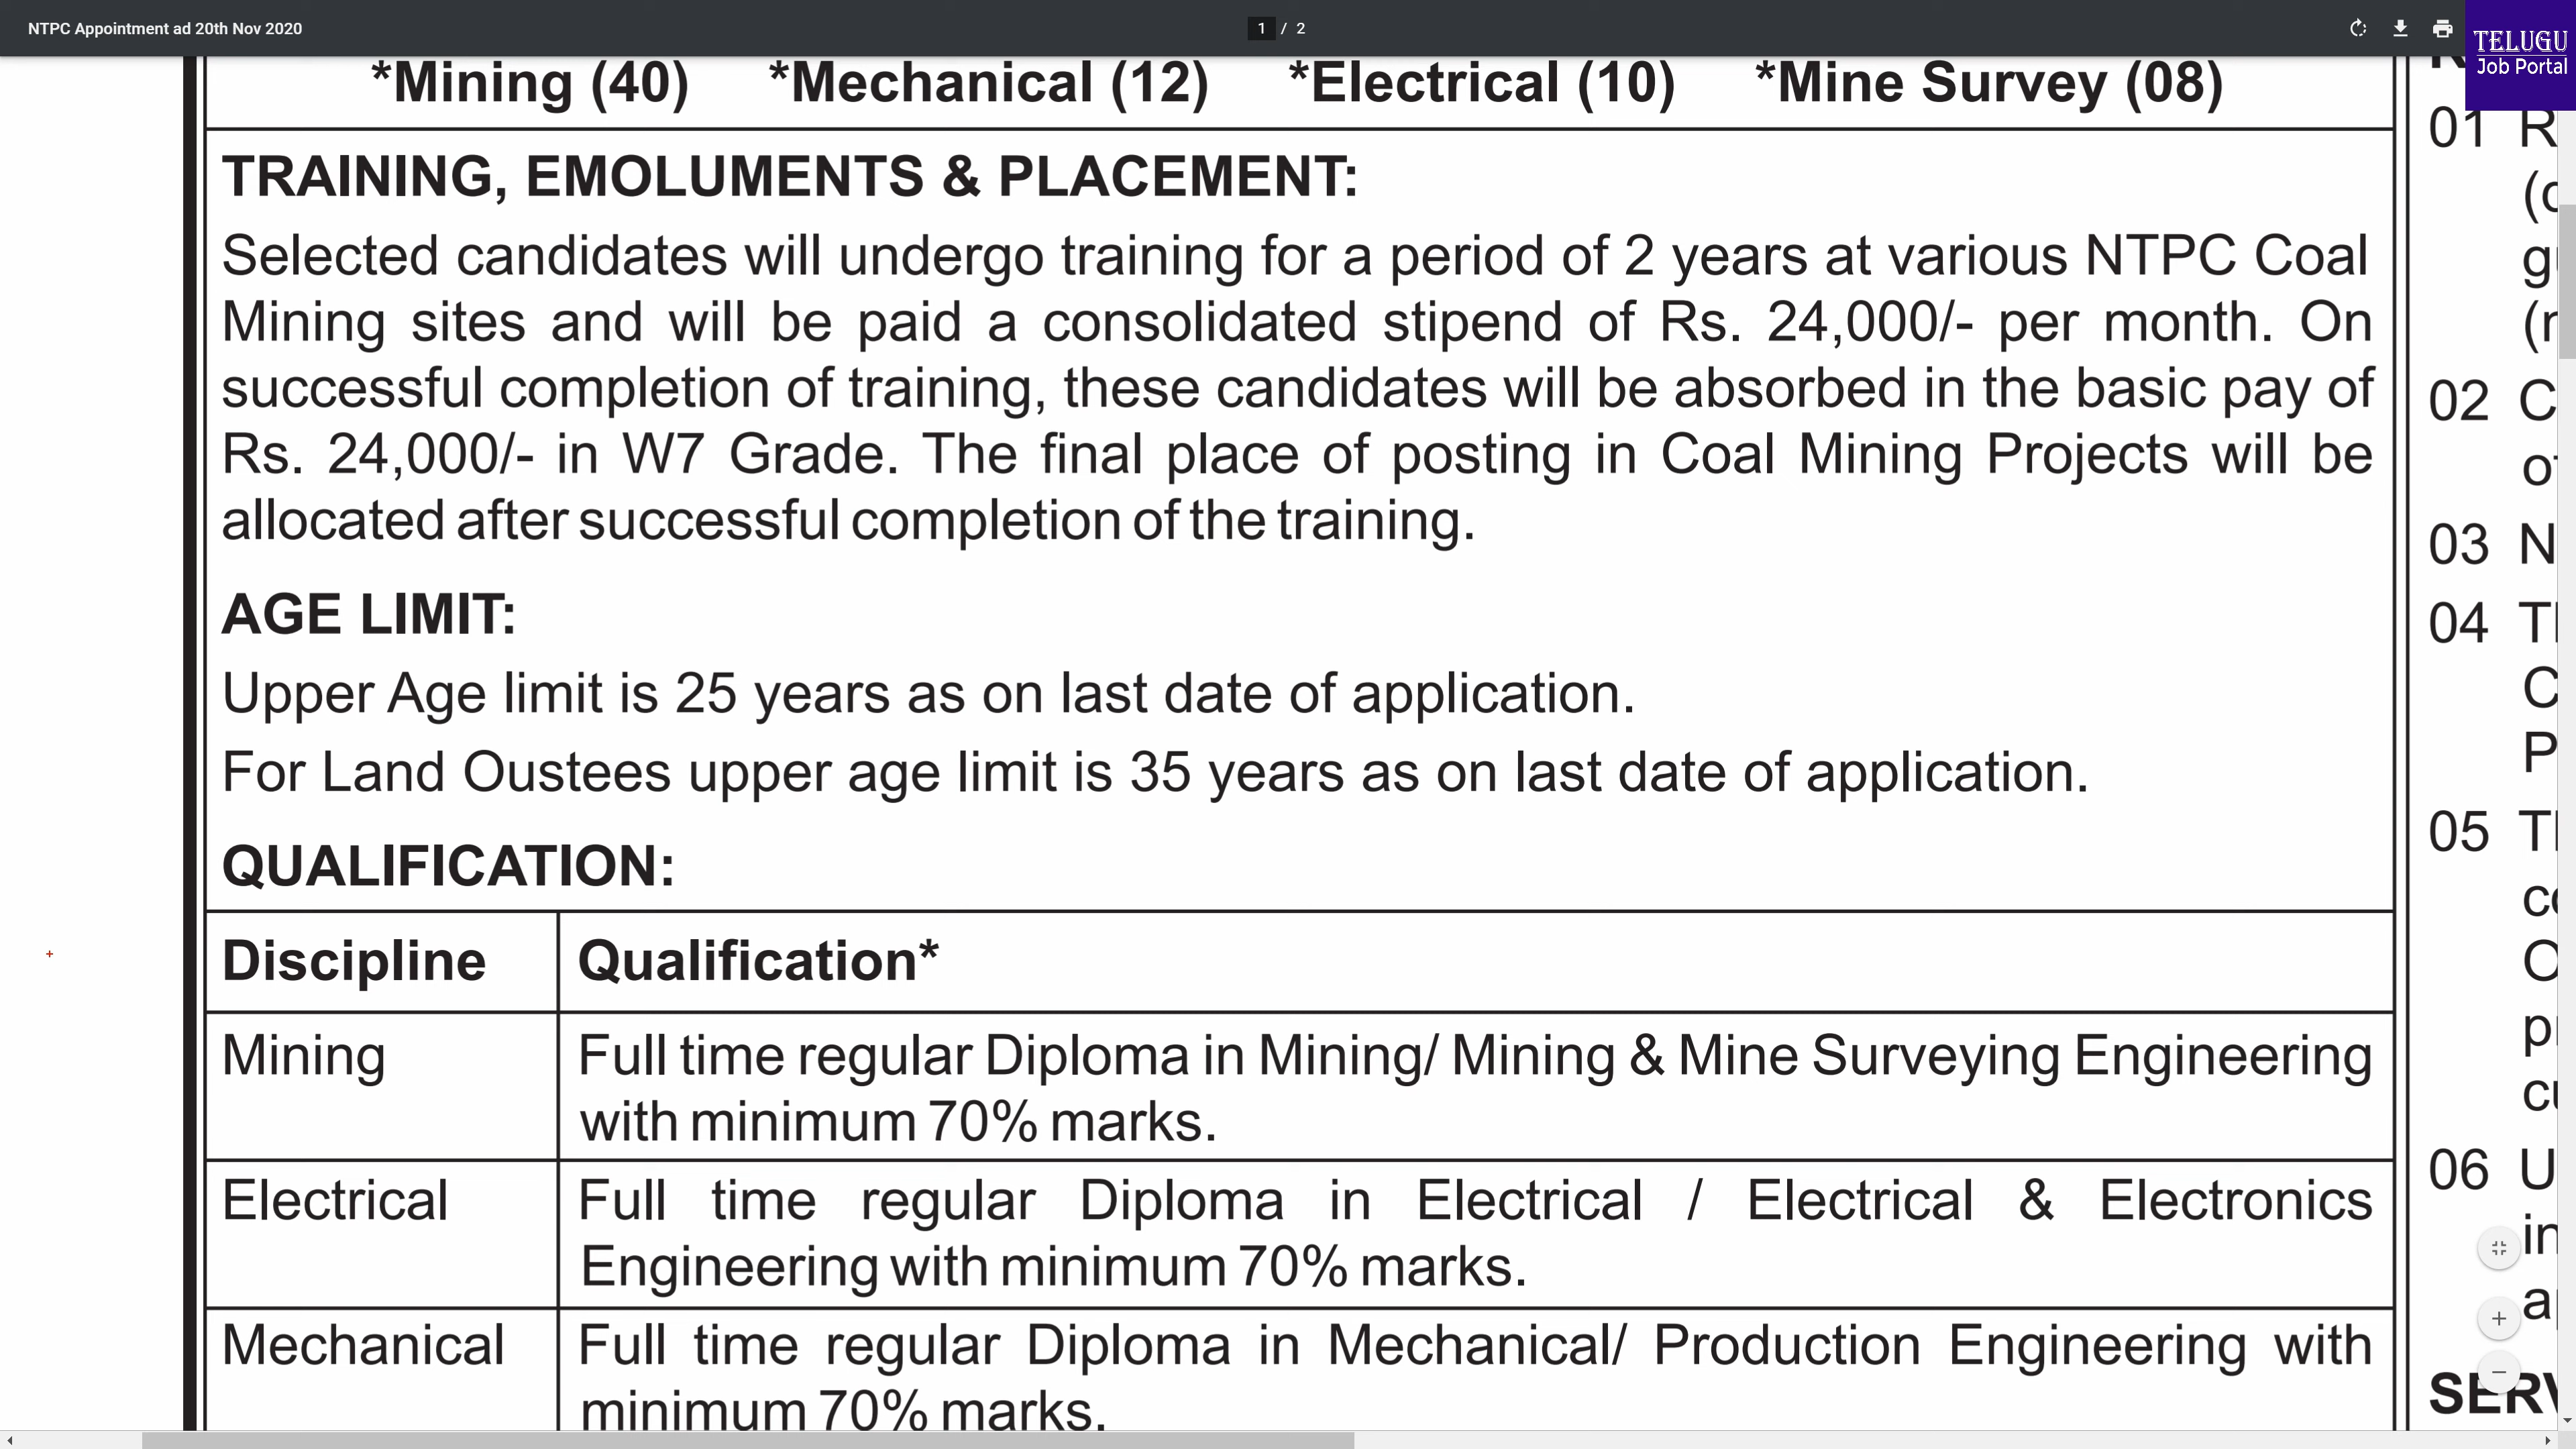 NTPC Appointment ad 20th Nov 2020
1 / 2
TELUGU
Job Portal
*Mining (40) *Mechanical (12) *Electrical (10) *Mine Survey (08)
TRAINING, EMOLUMENTS & PLACEMENT:
Selected candidates will undergo training for a period of 2 years at various NTPC Coal
Mining sites and will be paid a consolidated stipend of Rs. 24,000/- per month. On
successful completion of training, these candidates will be absorbed in the basic pay of
Rs. 24,000/- in W7 Grade. The final place of posting in Coal Mining Projects will be
allocated after successful completion of the training.
AGE LIMIT:
Upper Age limit is 25 years as on last date of application.
For Land Oustees upper age limit is 35 years as on last date of application.
QUALIFICATION:
Discipline Qualification*
Mining Full time regular Diploma in Mining/ Mining & Mine Surveying Engineering
with minimum 70% marks.
Electrical Full time regular Diploma in Electrical / Electrical & Electronics
Engineering with minimum 70% marks.
Mechanical Full time regular Diploma in Mechanical/ Production Engineering with
minimum 70% marks.
01
02
03
04
05
06